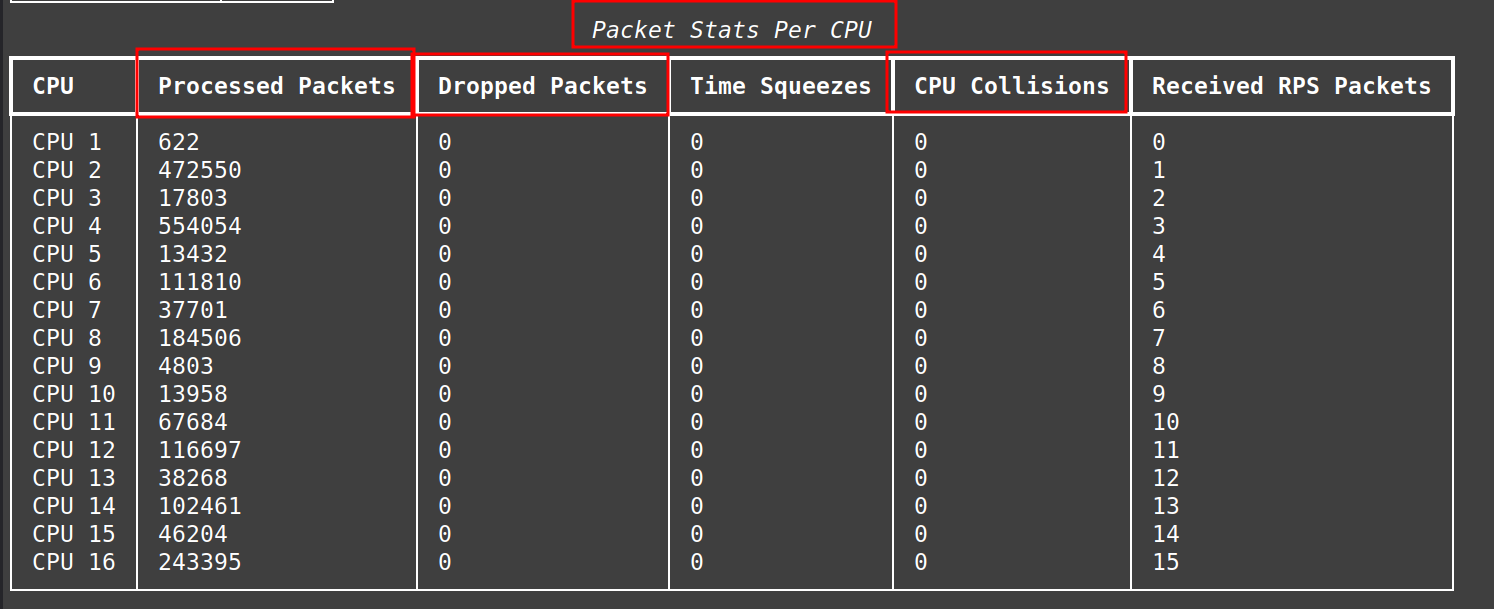 Packet Stats Per CPU
CPU Processed Packets Dropped Packets Time Squeezes CPU Collisions Received RPS Packets
CPU 1 622 0 0 0 0
CPU 2 472550 0 0 0 1
CPU 3 17803 0 0 0 2
CPU 4 554054 0 0 0 3
CPU 5 13432 0 0 0 4
CPU 6 111810 0 0 0 5
CPU 7 37701 0 0 0 6
CPU 8 184506 0 0 0 7
CPU 9 4803 0 0 0 8
CPU 10 13958 0 0 0 9
CPU 11 67684 0 0 0 10
CPU 12 116697 0 0 0 11
CPU 13 38268 0 0 0 12
CPU 14 102461 0 0 0 13
CPU 15 46204 0 0 0 14
CPU 16 243395 0 0 0 15